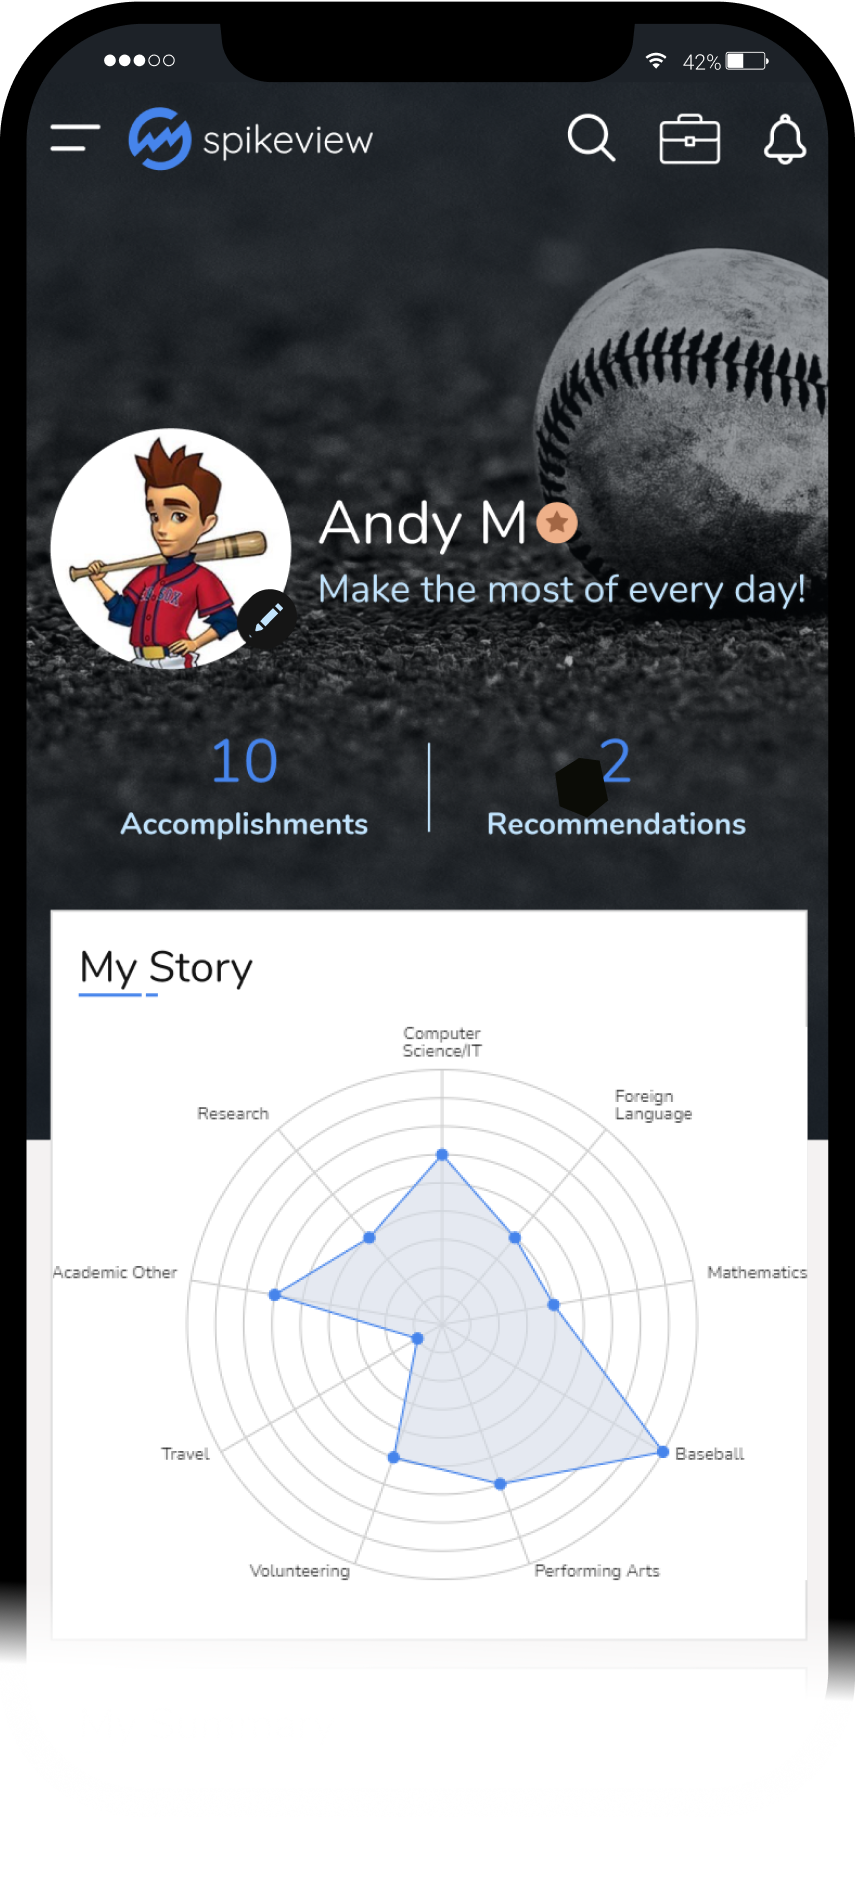 42%
spikeview
Andy M
Make the most of every day!
10
2
Accomplishments
Recommendations
My Story
Computer
Science/IT
Foreign
Language
Research
Academic Other
Mathematics
Travel
Baseball
Volunteering
Performing Arts